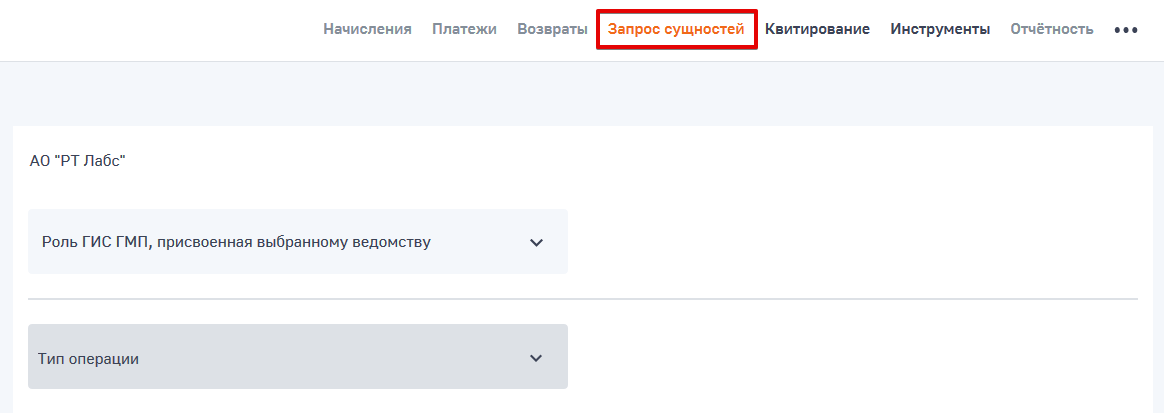 Начисления Платежи Возвраты Запрос сущностей Квитирование Инструменты Отчётность
АО "РТ Лабс"
Роль ГИС ГМП, присвоенная выбранному ведомству
Тип операции